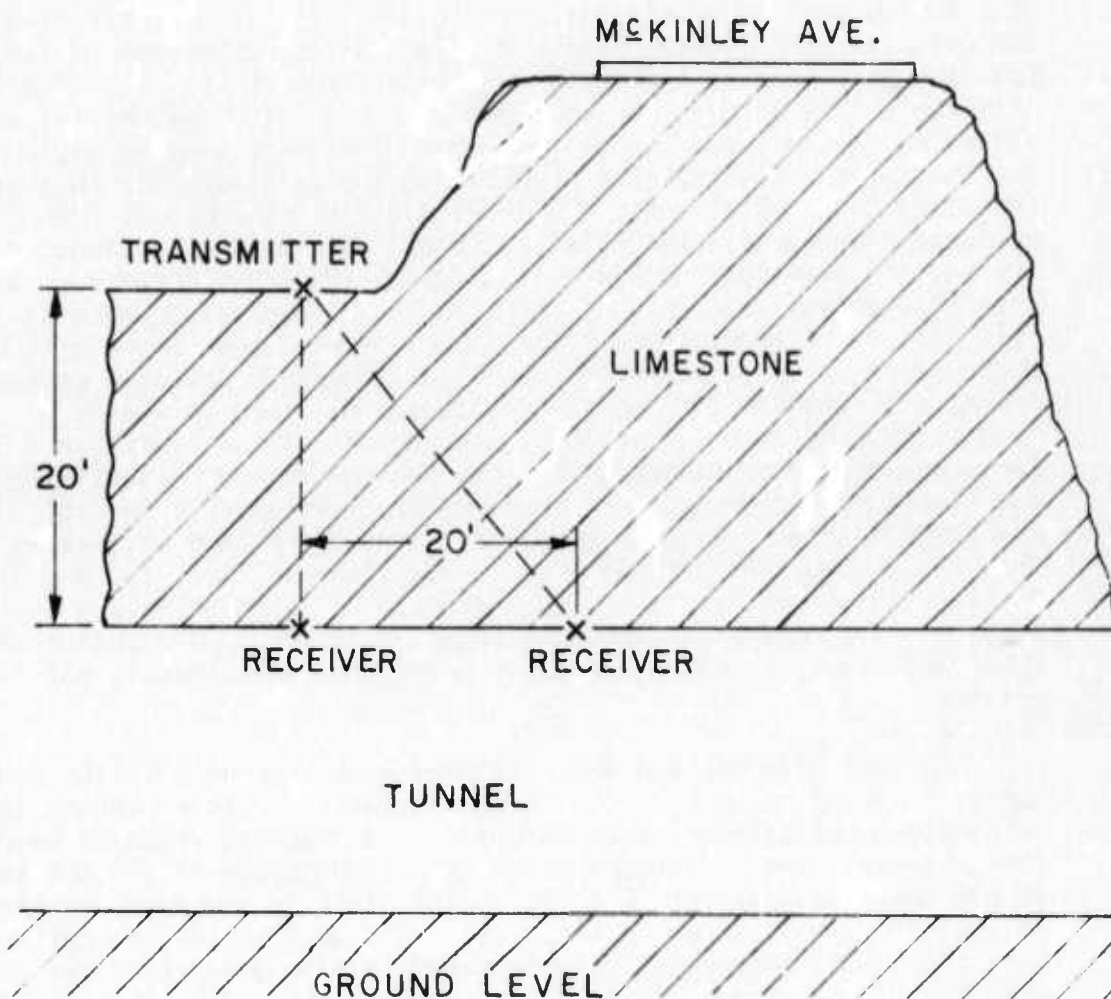 McKINLEY AVE.
TRANSMITTER
LIMESTONE
20'
20'
RECEIVER
RECEIVER
TUNNEL
GROUND LEVEL